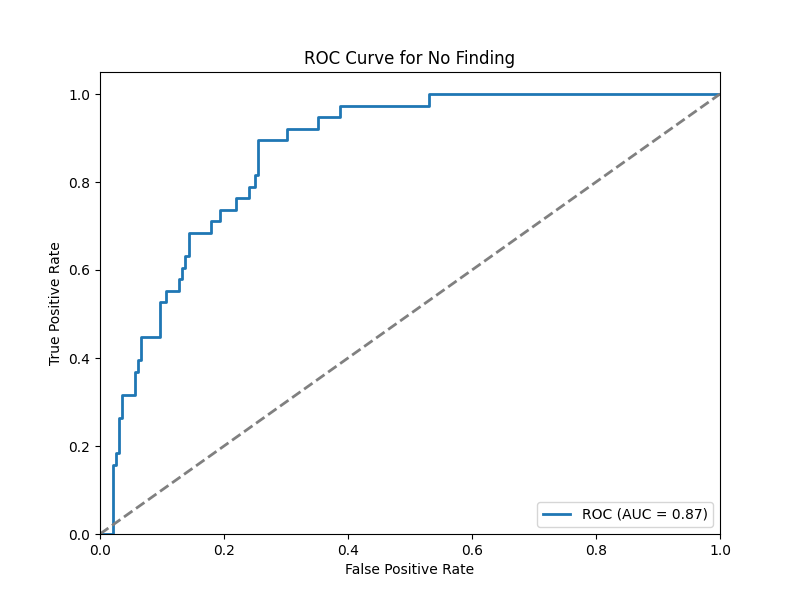 ROC Curve for No Finding
1.0
0.8
0.6
0.4
0.2
0.0
True Positive Rate
0.0 0.2 0.4 0.6 0.8 1.0
False Positive Rate
ROC (AUC = 0.87)